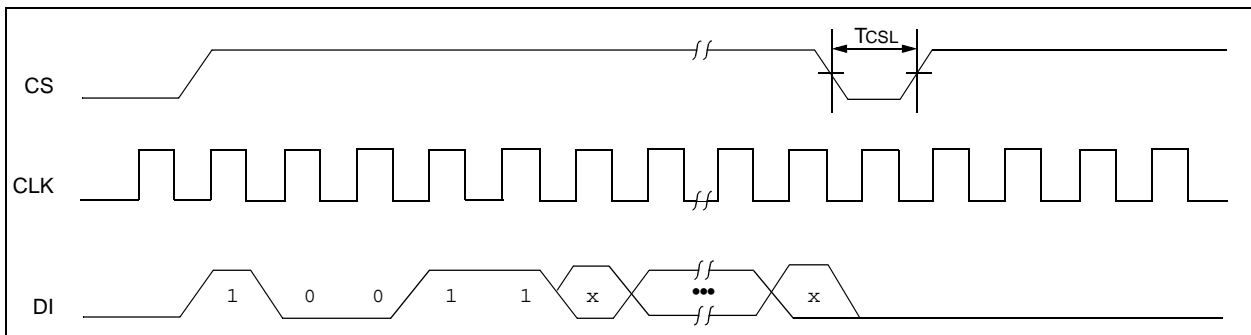 TCSL
CS
CLK
DI
1 0 0 1 1 x ••• x